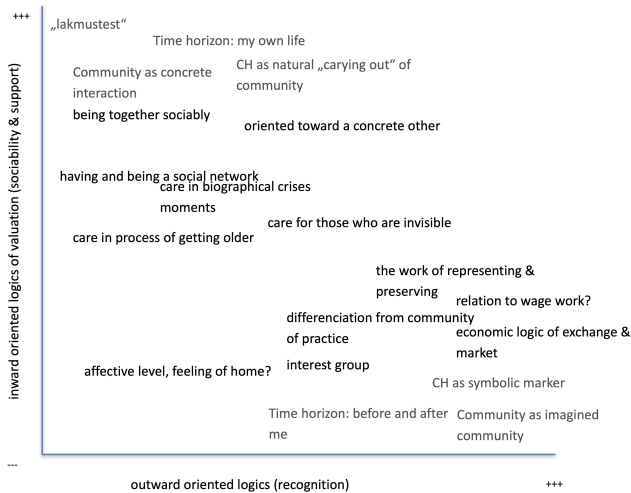 +++
„lakmustest“
Time horizon: my own life
CH as natural „carying out“ of
community
Community as concrete
interaction
being together sociably
oriented toward a concrete other
having and being a social network
care in biographical crises
moments
care for those who are invisible
care in process of getting older
the work of representing &
preserving
relation to wage work?
differenciation from community
of practice
economic logic of exchange &
market
interest group
affective level, feeling of home?
CH as symbolic marker
Time horizon: before and after
me
Community as imagined
community
inward oriented logics of valuation (sociability & support)
---
outward oriented logics (recognition)
+++